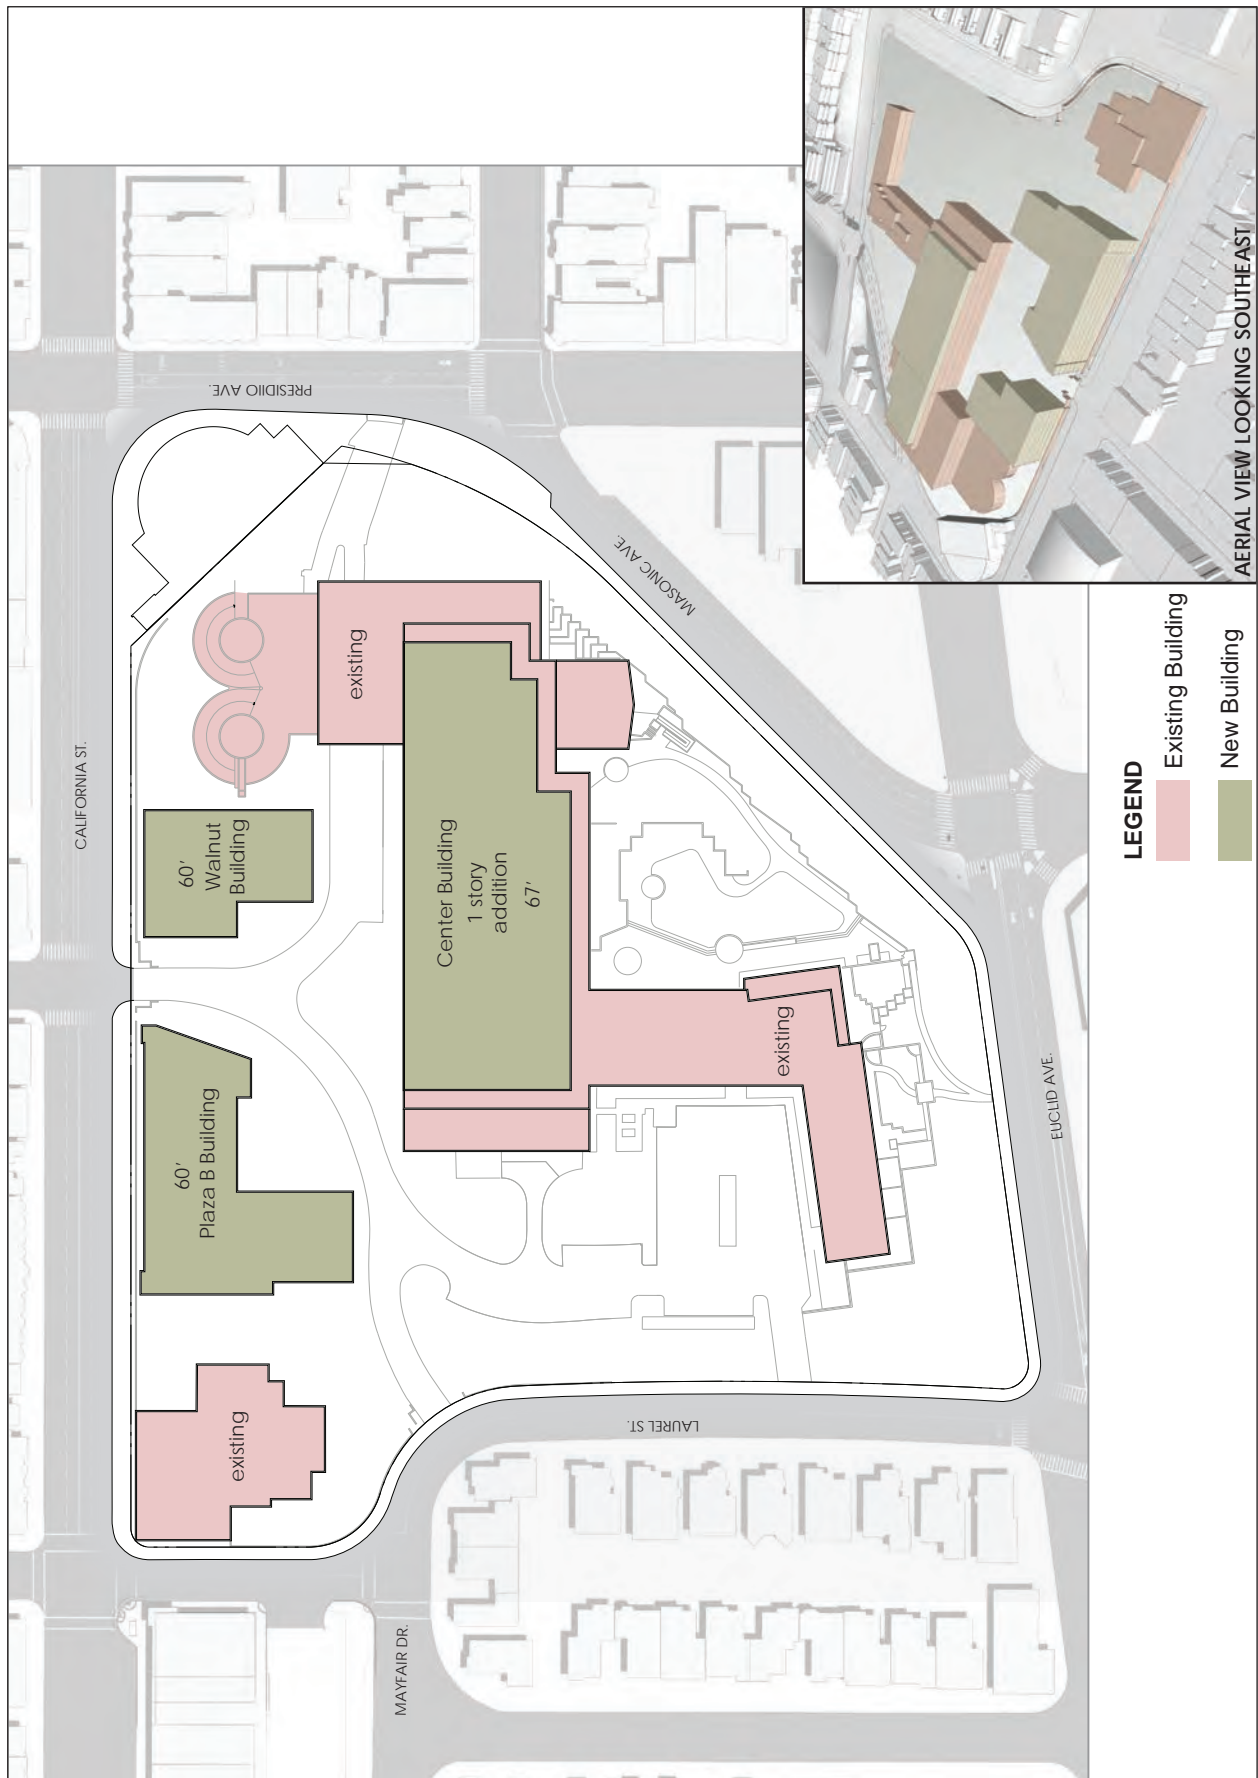 CALIFORNIA ST.
PRESIDIIO AVE.
MASONIC AVE.
EUCLID AVE.
LAUREL ST.
MAYFAIR DR.
existing
60'
Plaza B Building
60'
Walnut
Building
existing
Center Building
1 story
addition
67'
existing
LEGEND
Existing Building
New Building
AERIAL VIEW LOOKING SOUTHEAST